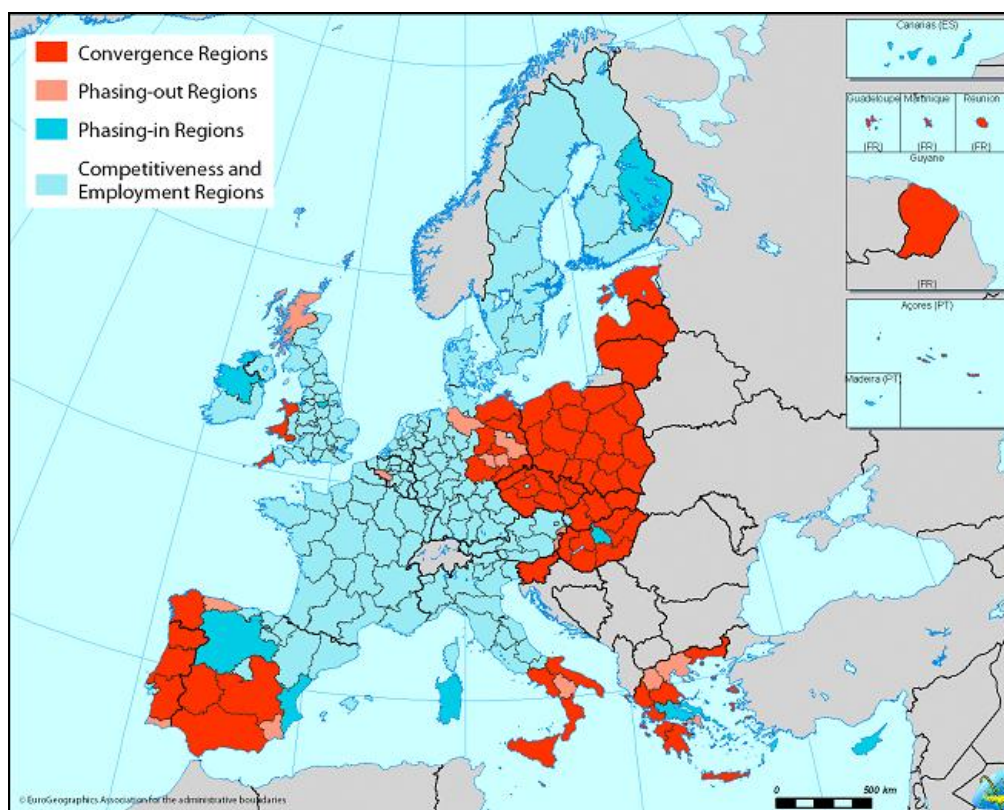 Convergence Regions
Phasing-out Regions
Phasing-in Regions
Competitiveness and
Employment Regions
Canarias (ES)
Guadeloupe Martinique Réunion
(FR) (FR) (FR)
Guyane
(FR)
Açores (PT)
Madeira (PT)
© EuroGeographics Association for the administrative boundaries
0 500 km